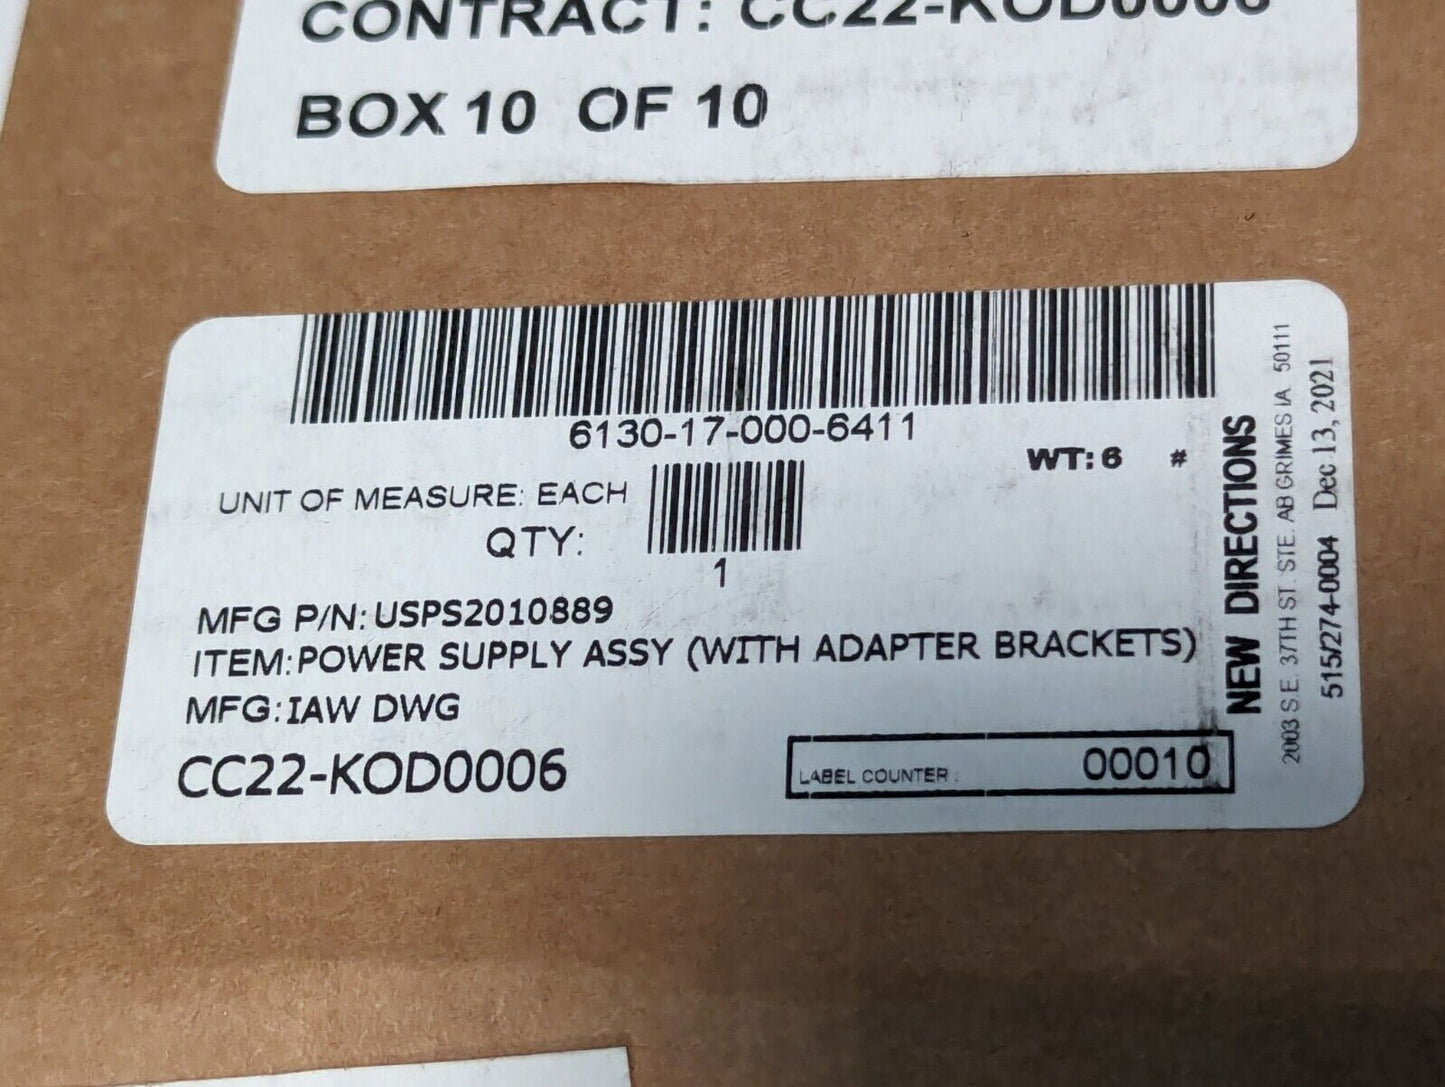 CONTRACT: CC22-KOD0006
BOX 10 OF 10
6130-17-000-6411
WT: 6 #
UNIT OF MEASURE: EACH
QTY:
1
MFG P/N: USPS2010889
ITEM: POWER SUPPLY ASSY (WITH ADAPTER BRACKETS)
MFG: IAW DWG
CC22-KOD0006
LABEL COUNTER : 00010
NEW DIRECTIONS
2003 S.E. 37TH ST. STE. AB GRIMES IA 50111
515/274-0004 Dec 13, 2021